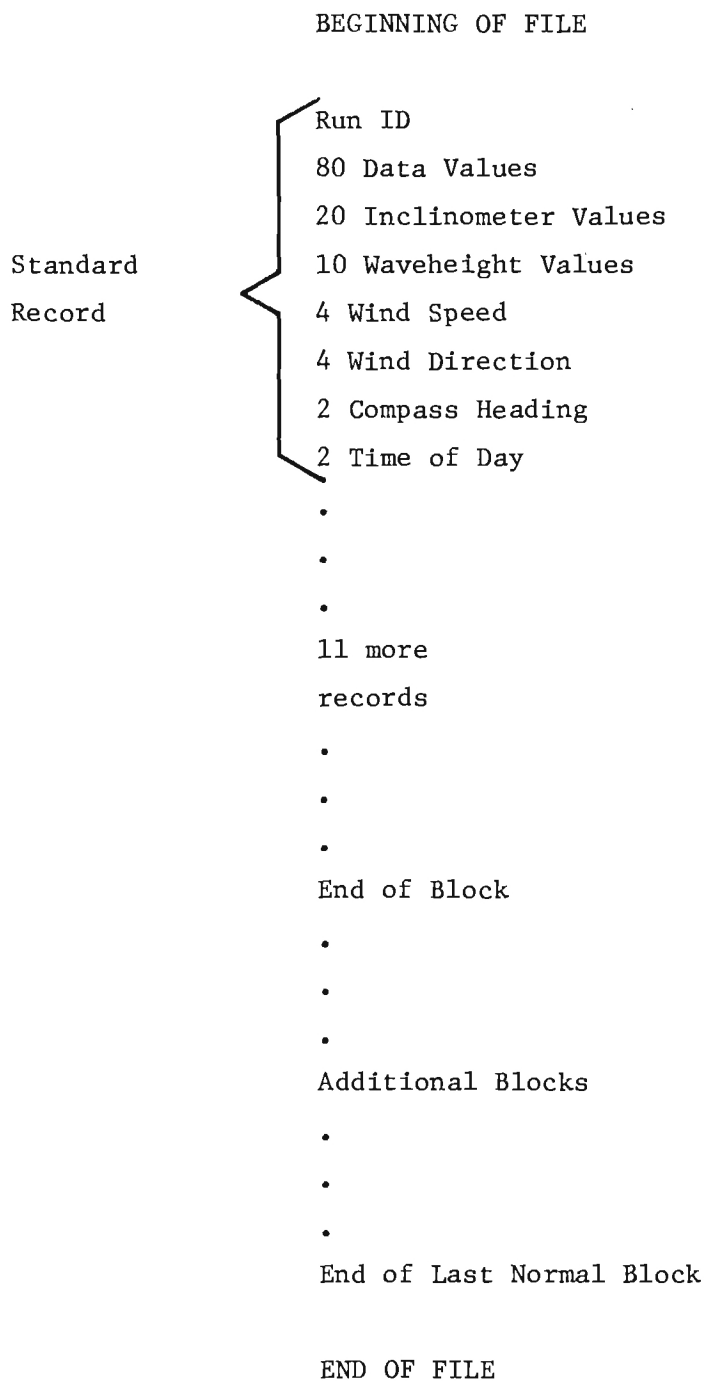 BEGINNING OF FILE
Run ID
80 Data Values
20 Inclinometer Values
Standard
Record
10 Waveheight Values
4 Wind Speed
4 Wind Direction
2 Compass Heading
2 Time of Day
.
.
.
11 more
records
.
.
.
End of Block
.
.
.
Additional Blocks
.
.
.
End of Last Normal Block
END OF FILE